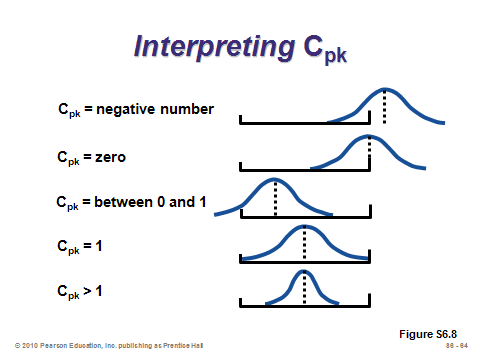 Interpreting Cpk
Cpk = negative number
Cpk = zero
Cpk = between 0 and 1
Cpk = 1
Cpk > 1
Figure S6.8
© 2010 Pearson Education, Inc. publishing as Prentice Hall
S6 - 64